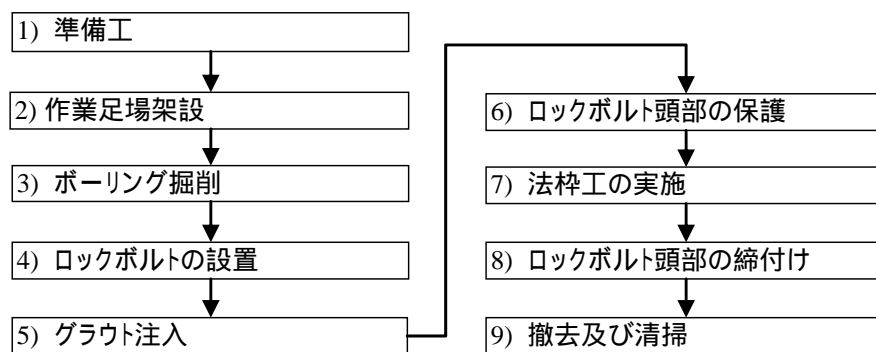 1) 準備工
2) 作業足場架設
3) ボーリング掘削
4) ロックボルトの設置
5) グラウト注入
6) ロックボルト頭部の保護
7) 法枠工の実施
8) ロックボルト頭部の締付け
9) 撤去及び清掃